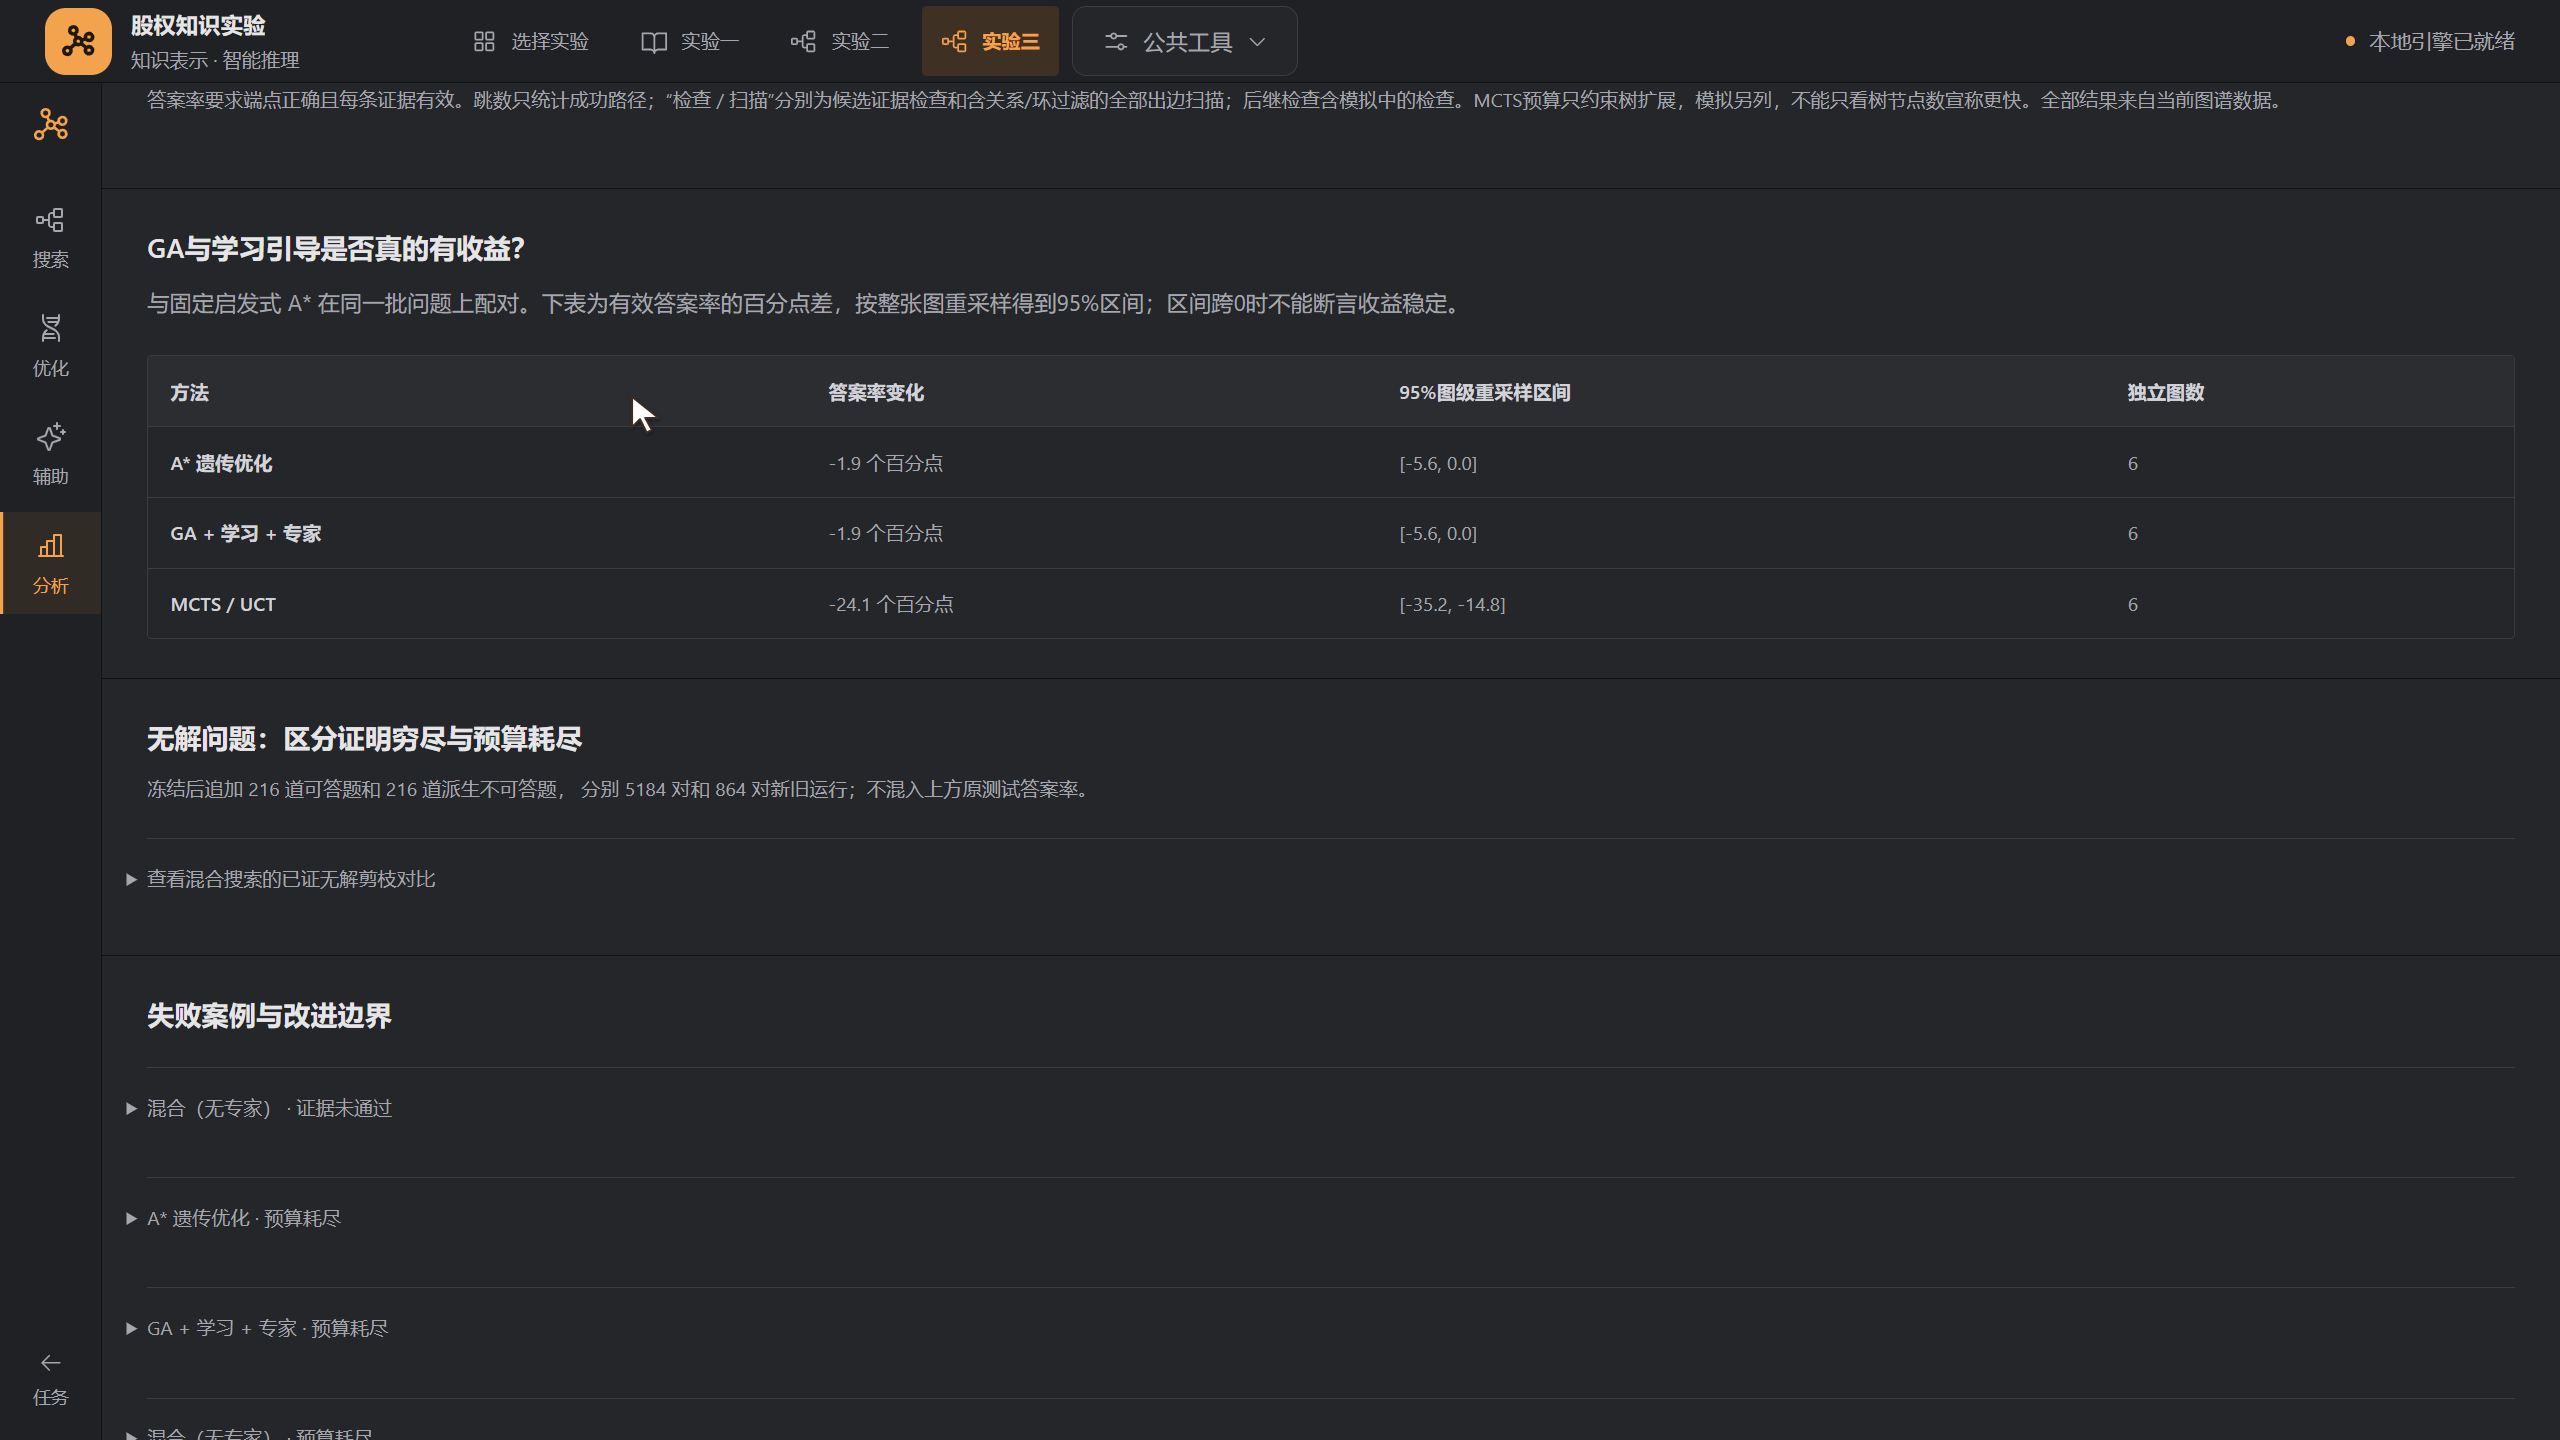 股权知识实验
知识表示 · 智能推理
选择实验
实验一
实验二
实验三
公共工具
本地引擎已就绪
搜索
优化
辅助
分析
任务
答案率要求端点正确且每条证据有效。跳数只统计成功路径；“检查 / 扫描”分别为候选证据检查和含关系/环过滤的全部出边扫描；后继检查含模拟中的检查。MCTS预算只约束树扩展，模拟另列，不能只看树节点数宣称更快。全部结果来自当前图谱数据。
GA与学习引导是否真的有收益？
与固定启发式 A* 在同一批问题上配对。下表为有效答案率的百分点差，按整张图重采样得到95%区间；区间跨0时不能断言收益稳定。
方法 答案率变化 95%图级重采样区间 独立图数
A* 遗传优化 -1.9 个百分点 [-5.6, 0.0] 6
GA + 学习 + 专家 -1.9 个百分点 [-5.6, 0.0] 6
MCTS / UCT -24.1 个百分点 [-35.2, -14.8] 6
无解问题：区分证明穷尽与预算耗尽
冻结后追加 216 道可答题和 216 道派生不可答题， 分别 5184 对和 864 对新旧运行；不混入上方原测试答案率。
查看混合搜索的已证无解剪枝对比
失败案例与改进边界
混合（无专家） · 证据未通过
A* 遗传优化 · 预算耗尽
GA + 学习 + 专家 · 预算耗尽
混合（无专家） · 预算耗尽